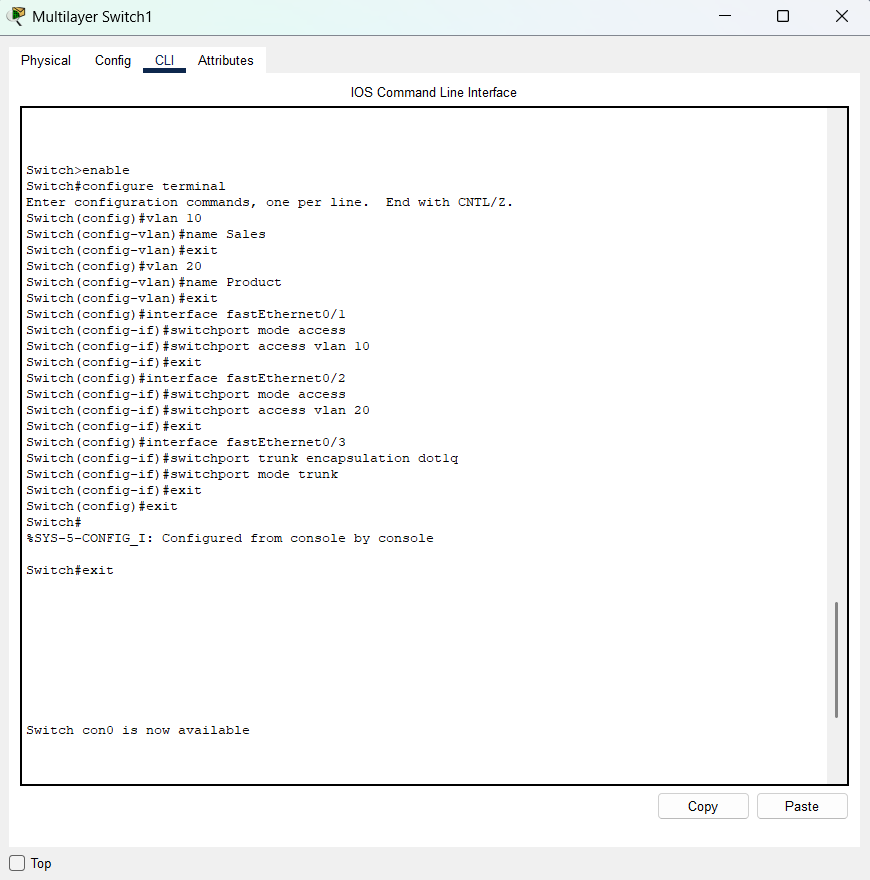 Multilayer Switch1
Physical Config CLI Attributes
IOS Command Line Interface
Switch>enable
Switch#configure terminal
Enter configuration commands, one per line.  End with CNTL/Z.
Switch(config)#vlan 10
Switch(config-vlan)#name Sales
Switch(config-vlan)#exit
Switch(config)#vlan 20
Switch(config-vlan)#name Product
Switch(config-vlan)#exit
Switch(config)#interface fastEthernet0/1
Switch(config-if)#switchport mode access
Switch(config-if)#switchport access vlan 10
Switch(config-if)#exit
Switch(config)#interface fastEthernet0/2
Switch(config-if)#switchport mode access
Switch(config-if)#switchport access vlan 20
Switch(config-if)#exit
Switch(config)#interface fastEthernet0/3
Switch(config-if)#switchport trunk encapsulation dot1q
Switch(config-if)#switchport mode trunk
Switch(config-if)#exit
Switch(config)#exit
Switch#
%SYS-5-CONFIG_I: Configured from console by console
Switch#exit
Switch con0 is now available
Copy Paste
Top